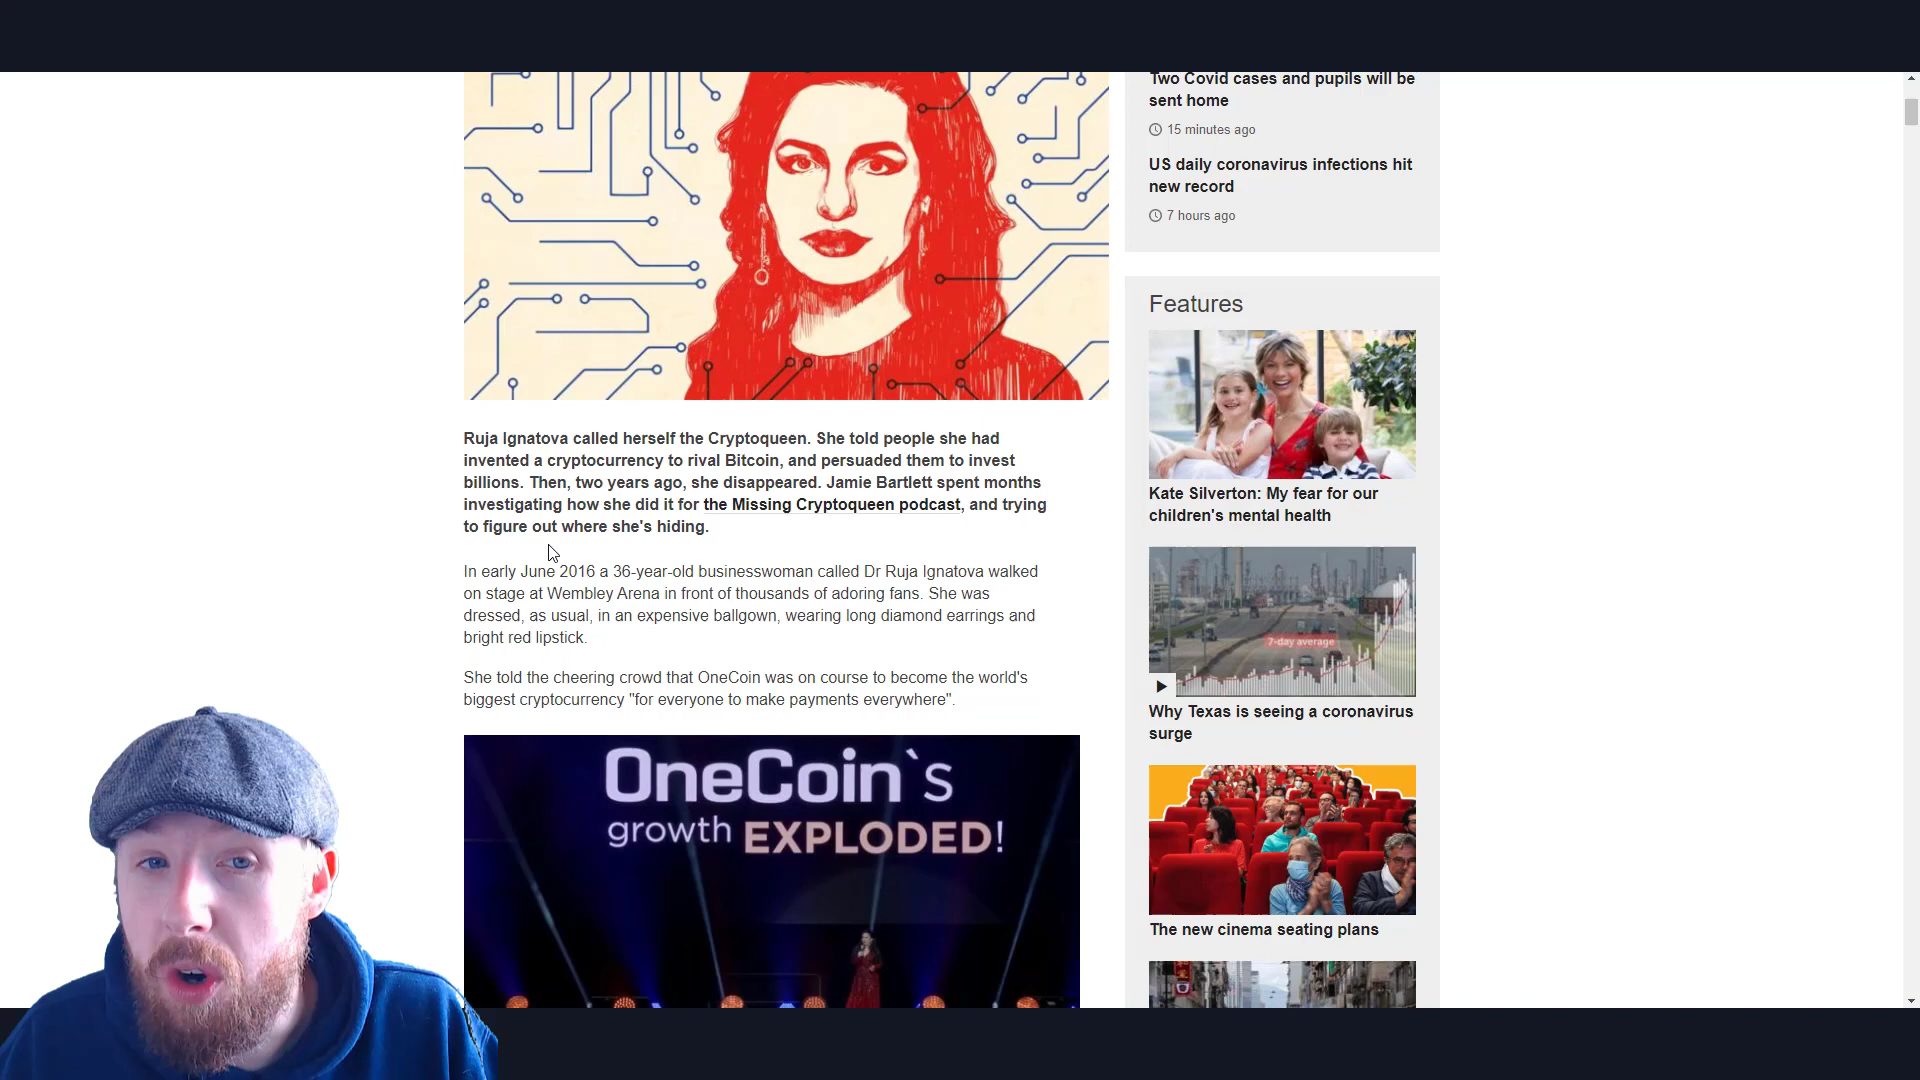 Ruja Ignatova called herself the Cryptoqueen. She told people she had
invented a cryptocurrency to rival Bitcoin, and persuaded them to invest
billions. Then, two years ago, she disappeared. Jamie Bartlett spent months
investigating how she did it for the Missing Cryptoqueen podcast, and trying
to figure out where she's hiding.
In early June 2016 a 36-year-old businesswoman called Dr Ruja Ignatova walked
on stage at Wembley Arena in front of thousands of adoring fans. She was
dressed, as usual, in an expensive ballgown, wearing long diamond earrings and
bright red lipstick.
She told the cheering crowd that OneCoin was on course to become the world's
biggest cryptocurrency "for everyone to make payments everywhere".
OneCoin`s
growth EXPLODED!
Two Covid cases and pupils will be
sent home
15 minutes ago
US daily coronavirus infections hit
new record
7 hours ago
Features
Kate Silverton: My fear for our
children's mental health
7-day average
Why Texas is seeing a coronavirus
surge
The new cinema seating plans